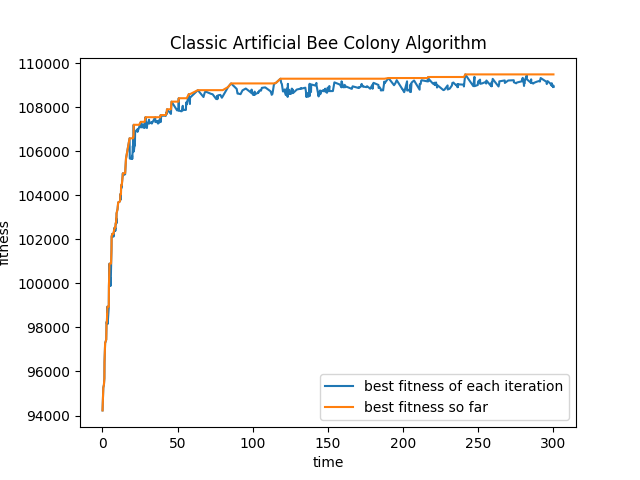 Classic Artificial Bee Colony Algorithm
110000
108000
106000
104000
102000
100000
98000
96000
94000
fitness
0 50 100 150 200 250 300
time
best fitness of each iteration
best fitness so far